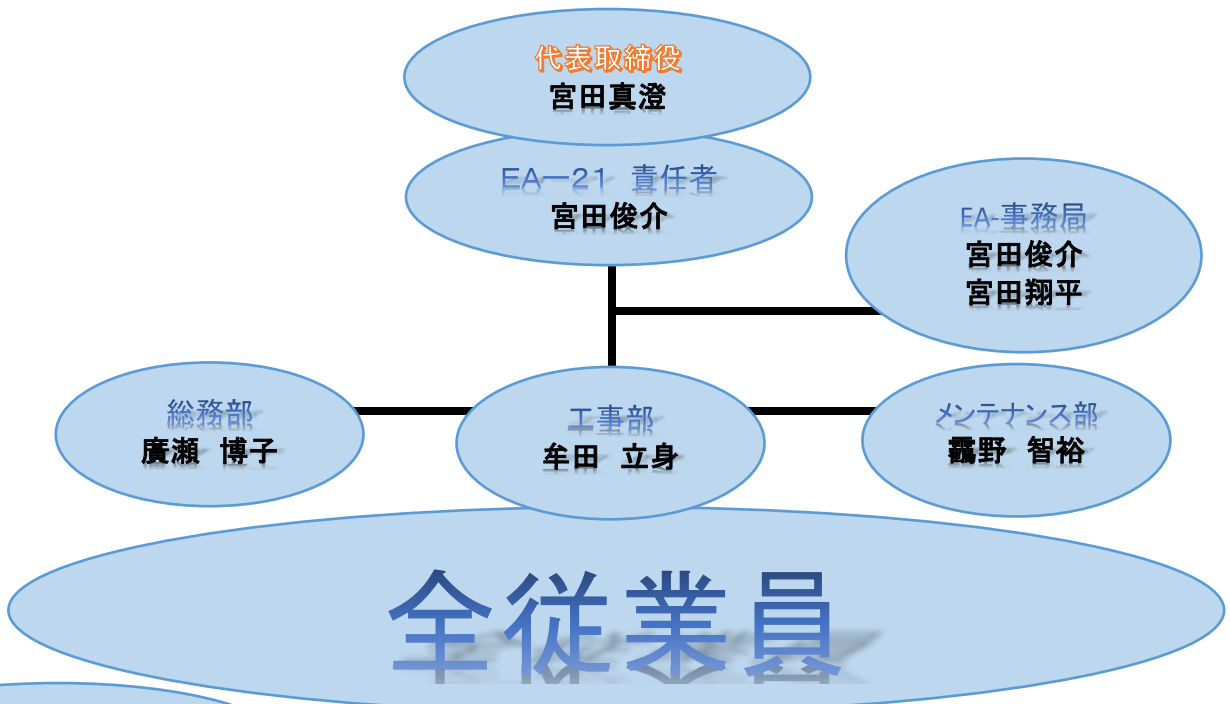 代表取締役
宮田真澄
EA－21　責任者
宮田俊介
EA-事務局
宮田俊介
宮田翔平
総務部
廣瀬　博子
工事部
牟田　立身
メンテナンス部
靍野　智裕
全従業員